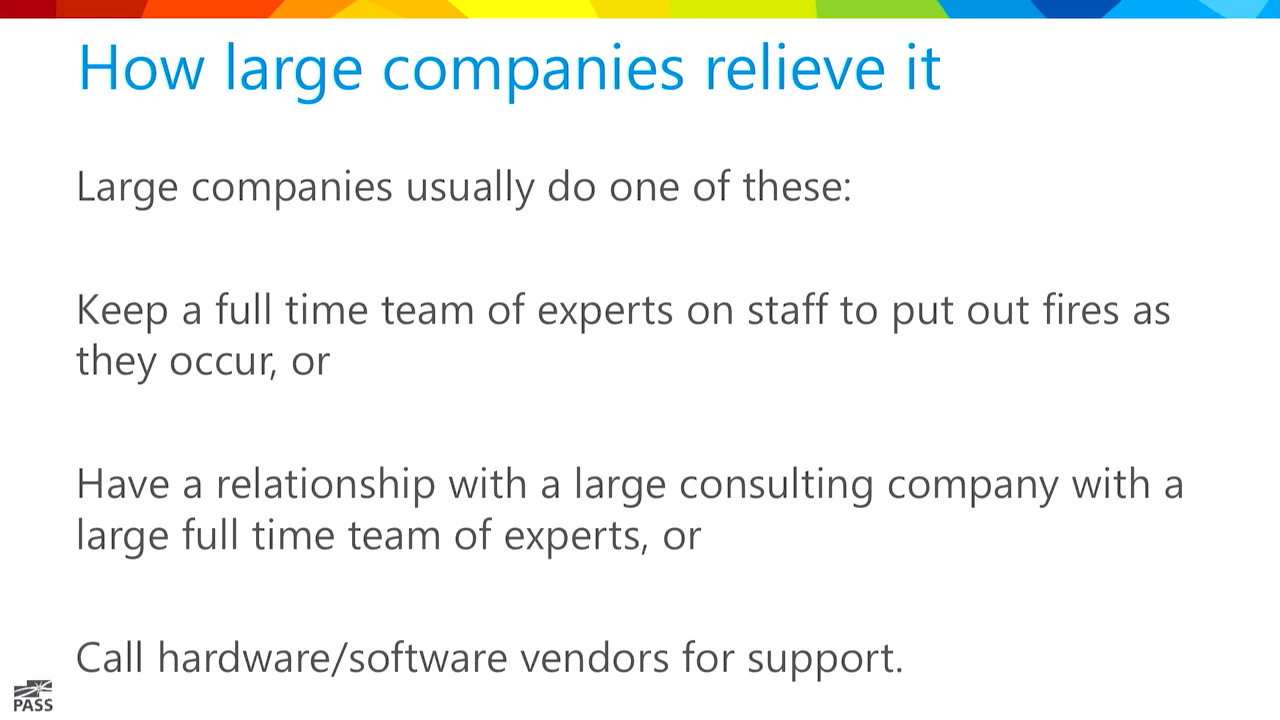 How large companies relieve it
Large companies usually do one of these:
Keep a full time team of experts on staff to put out fires as
they occur, or
Have a relationship with a large consulting company with a
large full time team of experts, or
Call hardware/software vendors for support.
PASS